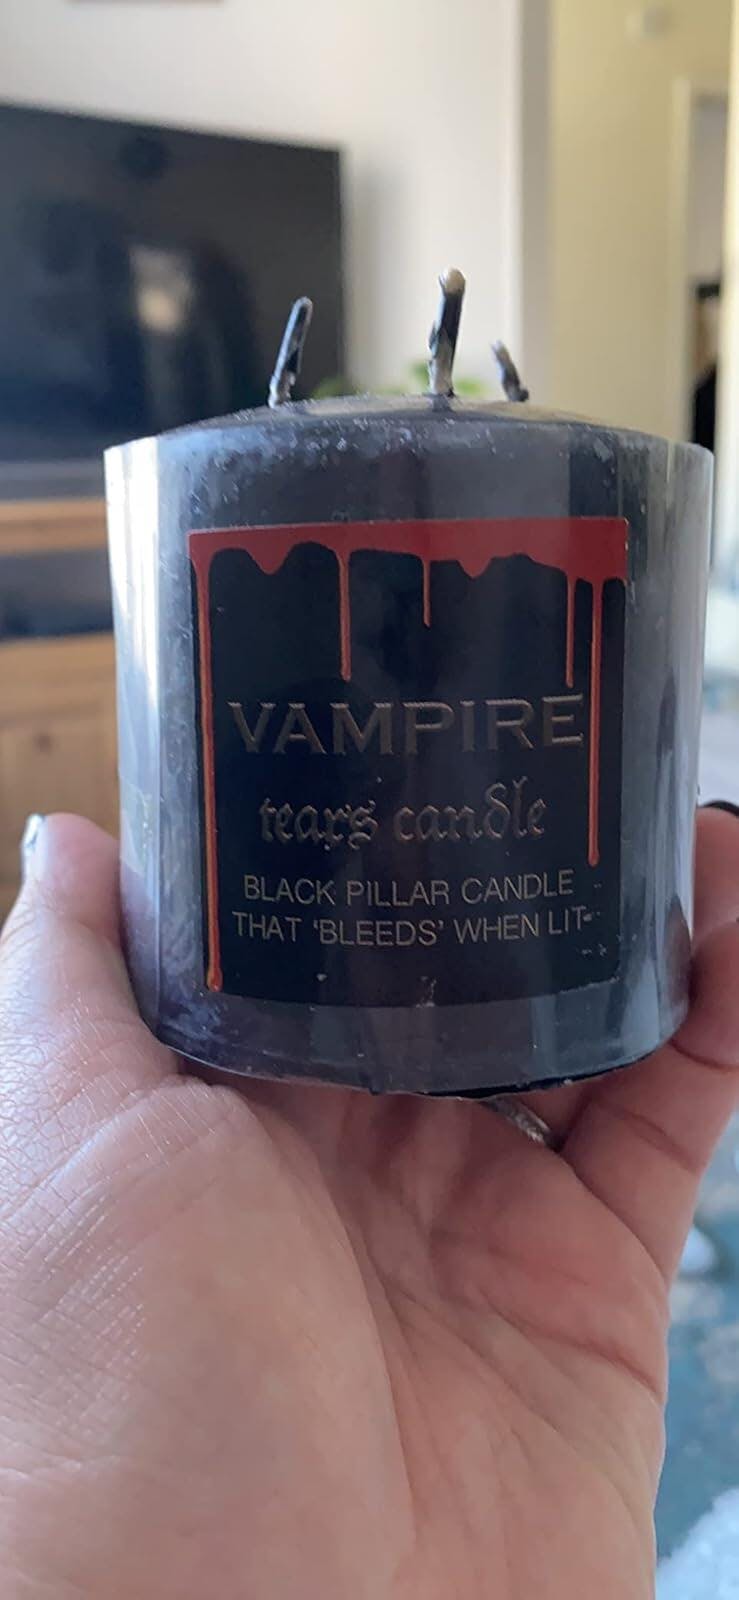 VAMPIRE
tears candle
BLACK PILLAR CANDLE
THAT 'BLEEDS' WHEN LIT